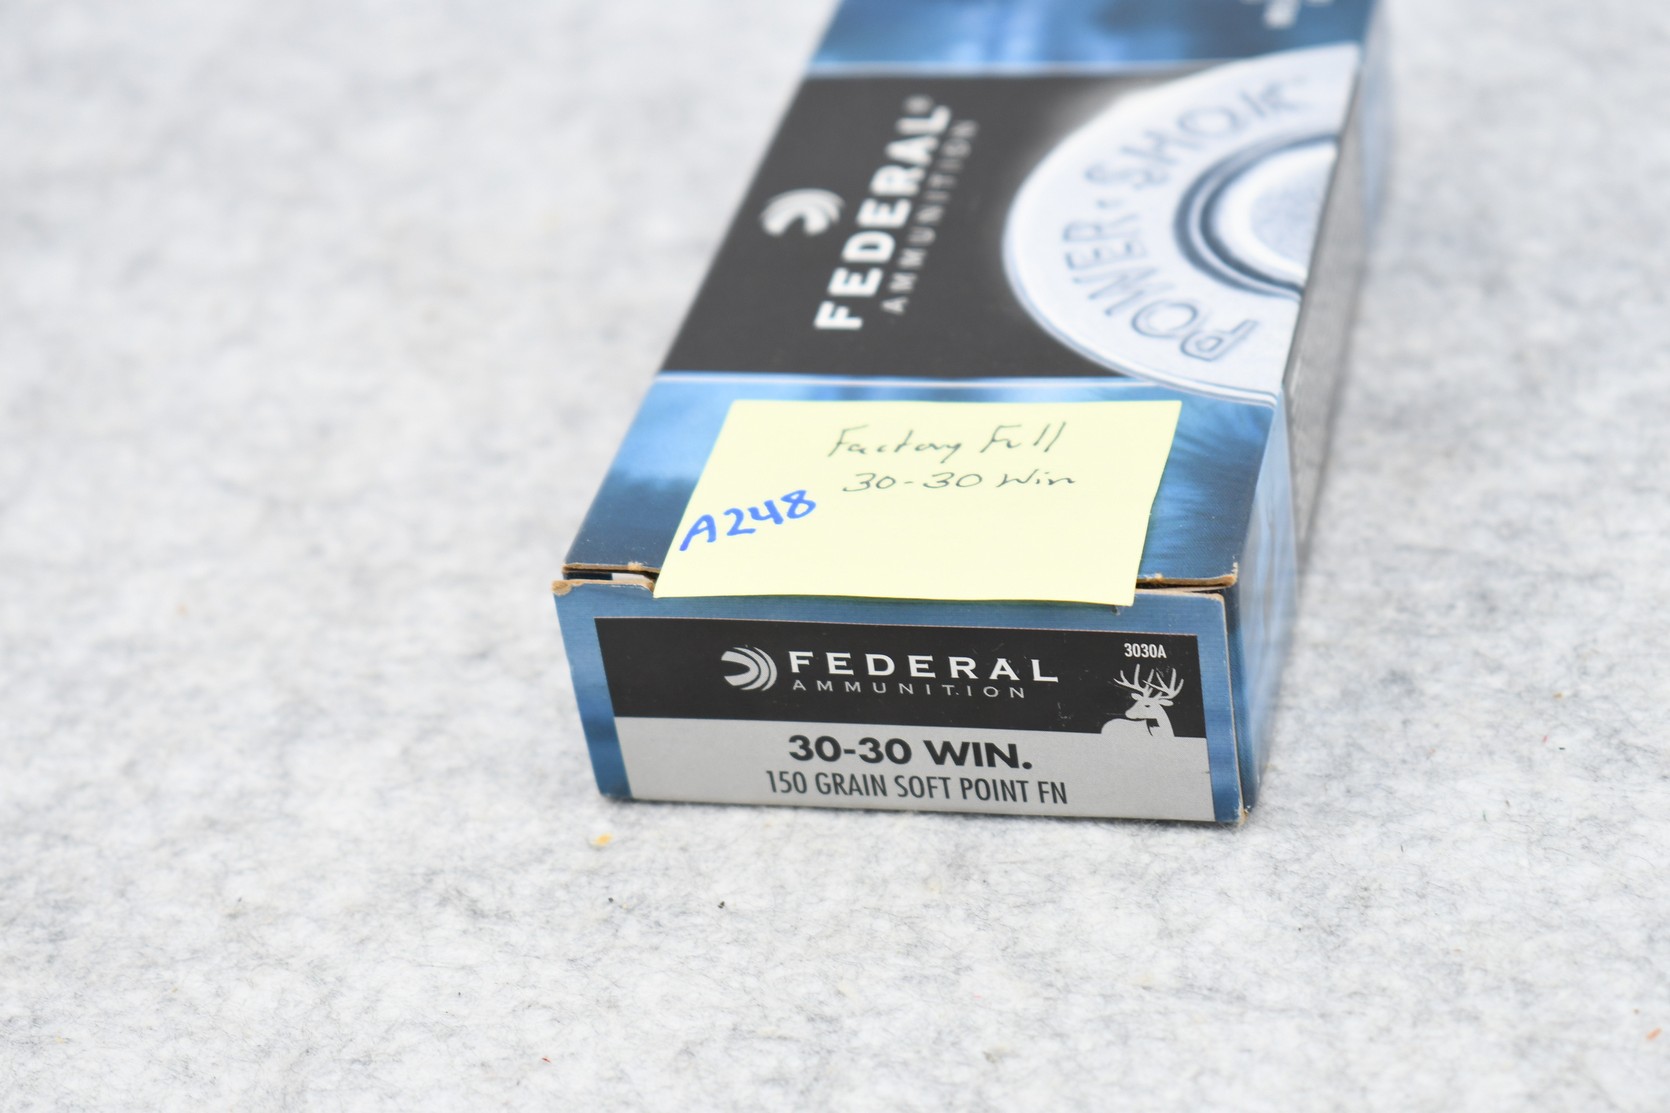 FEDERAL®
AMMUNITION
POWER·SHOK
Factory Full
30-30 Win
A248
FEDERAL
AMMUNITION
3030A
30-30 WIN.
150 GRAIN SOFT POINT FN